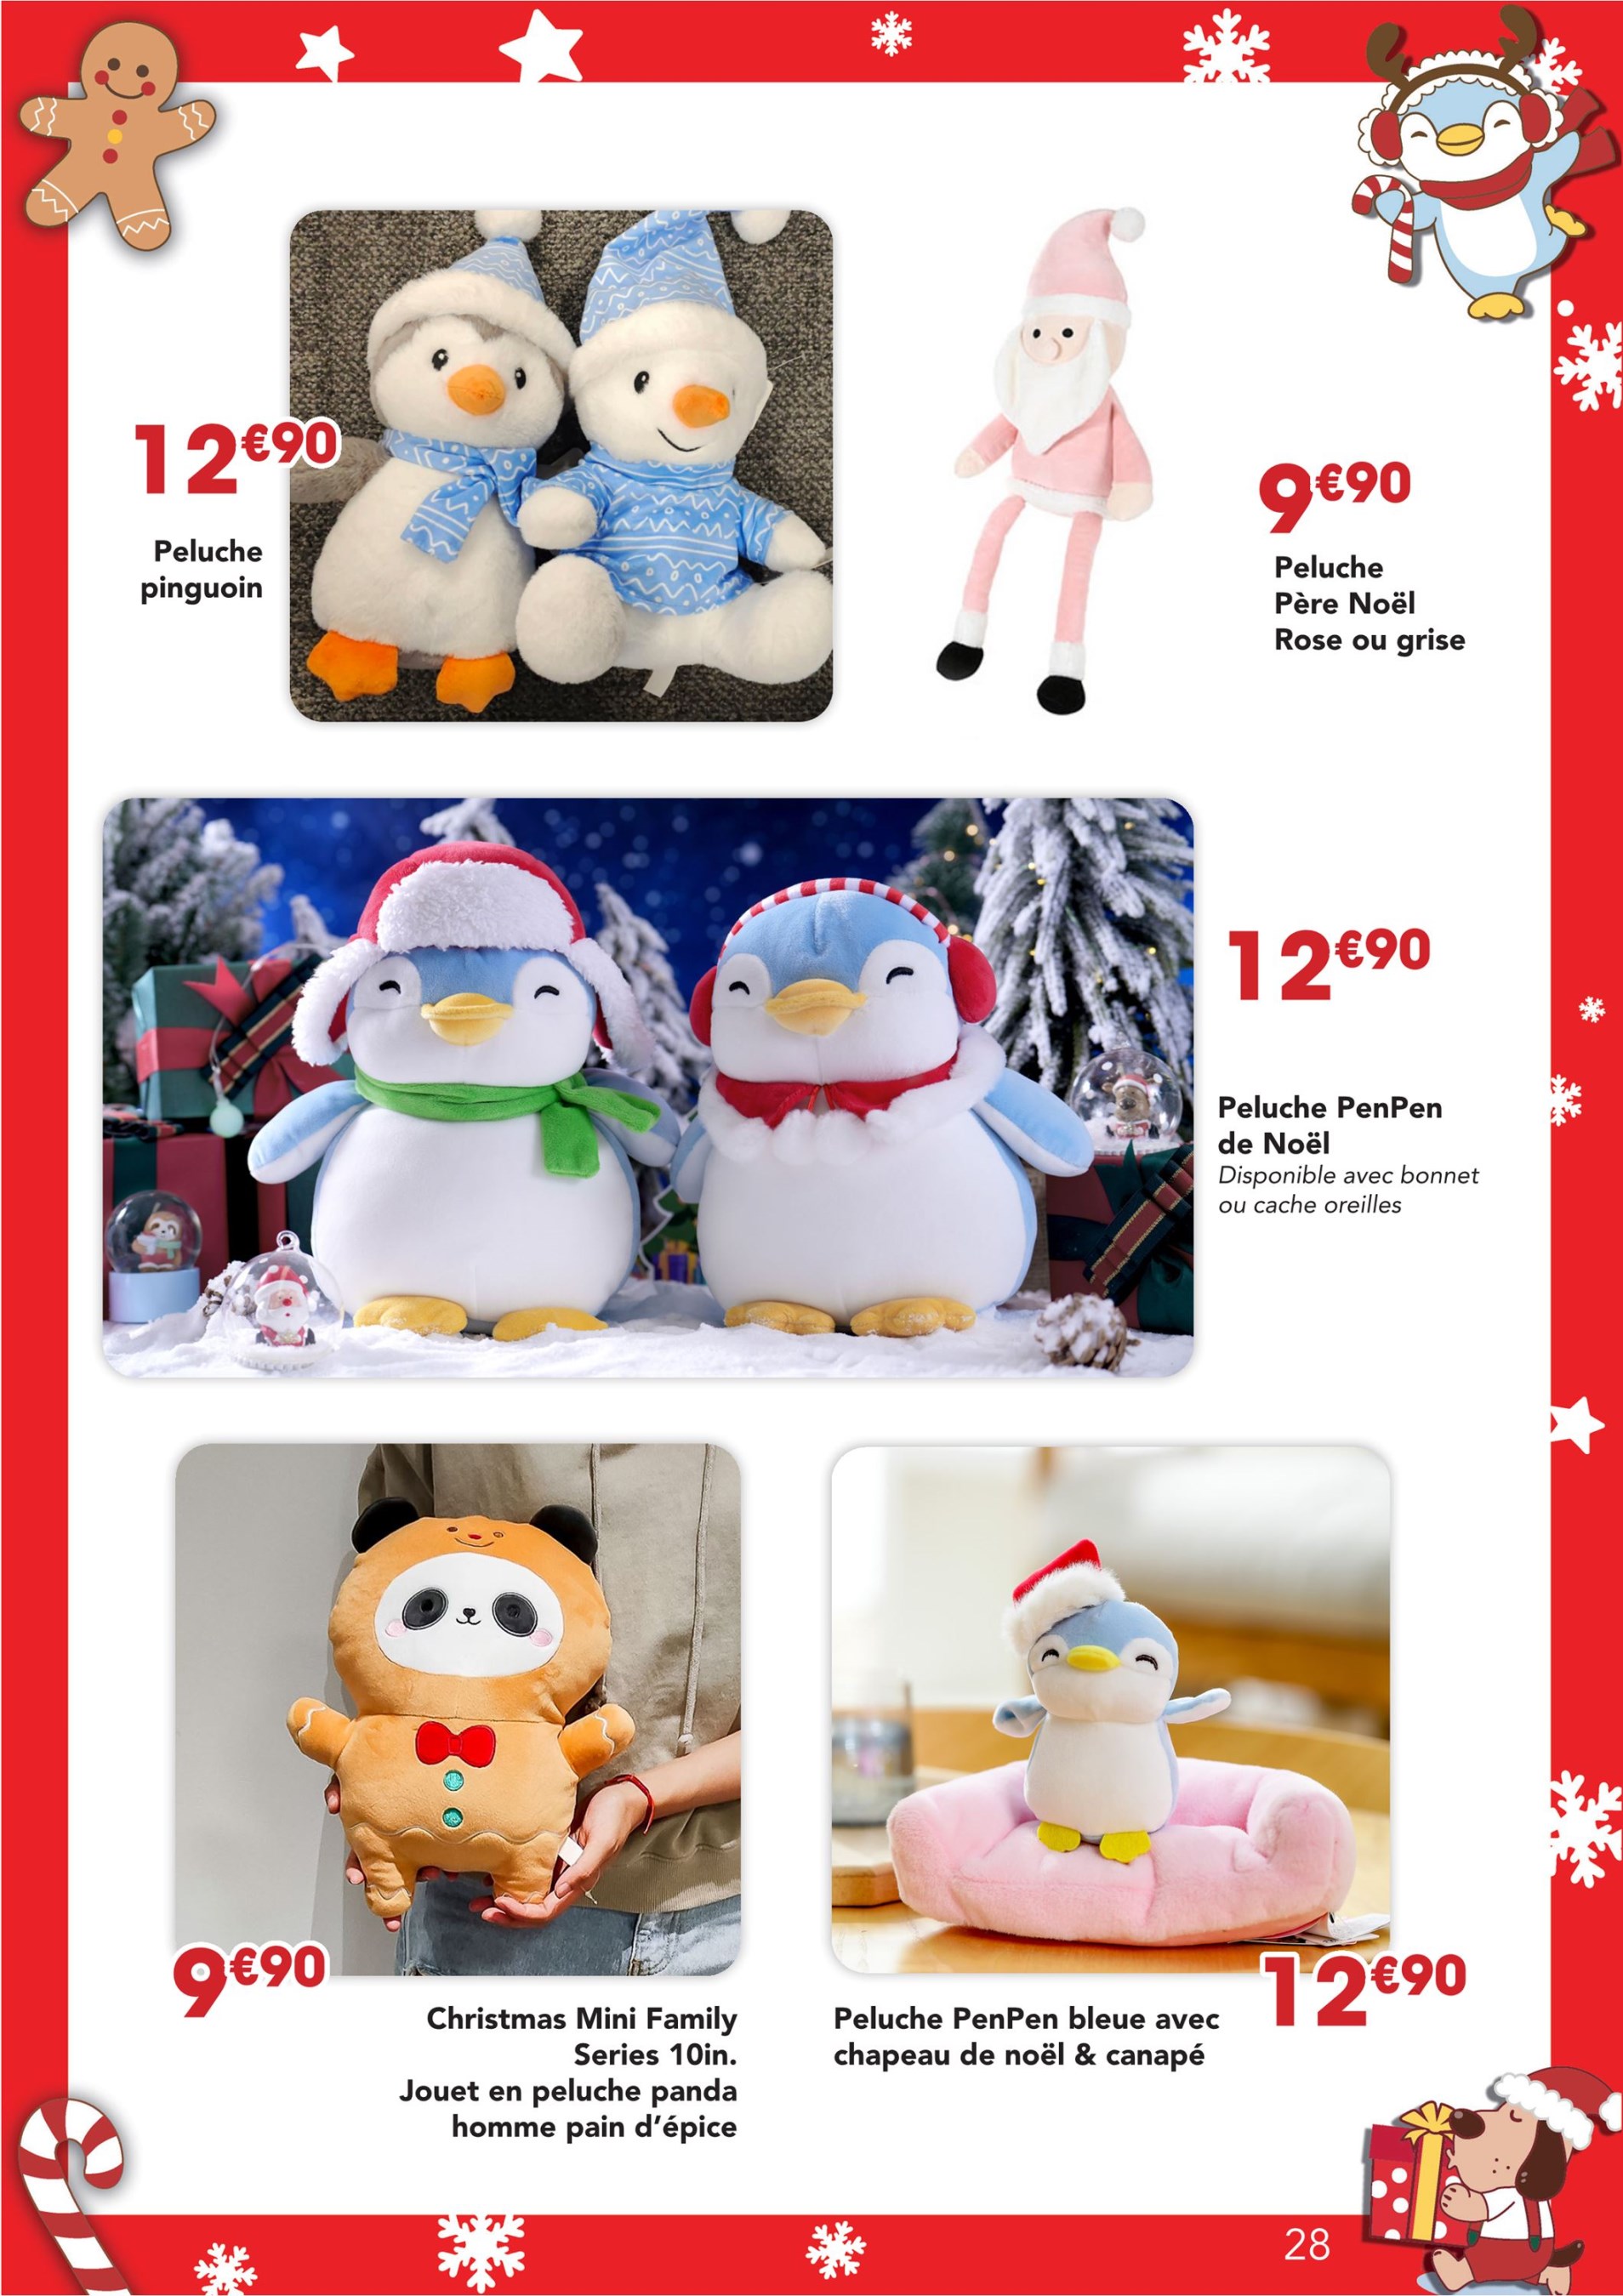 12€90
Peluche
pinguoin
9€90
Peluche
Père Noël
Rose ou grise
12€90
Peluche PenPen
de Noël
Disponible avec bonnet
ou cache oreilles
9€90
Christmas Mini Family
Series 10in.
Jouet en peluche panda
homme pain d’épice
Peluche PenPen bleue avec
chapeau de noël & canapé
12€90
28